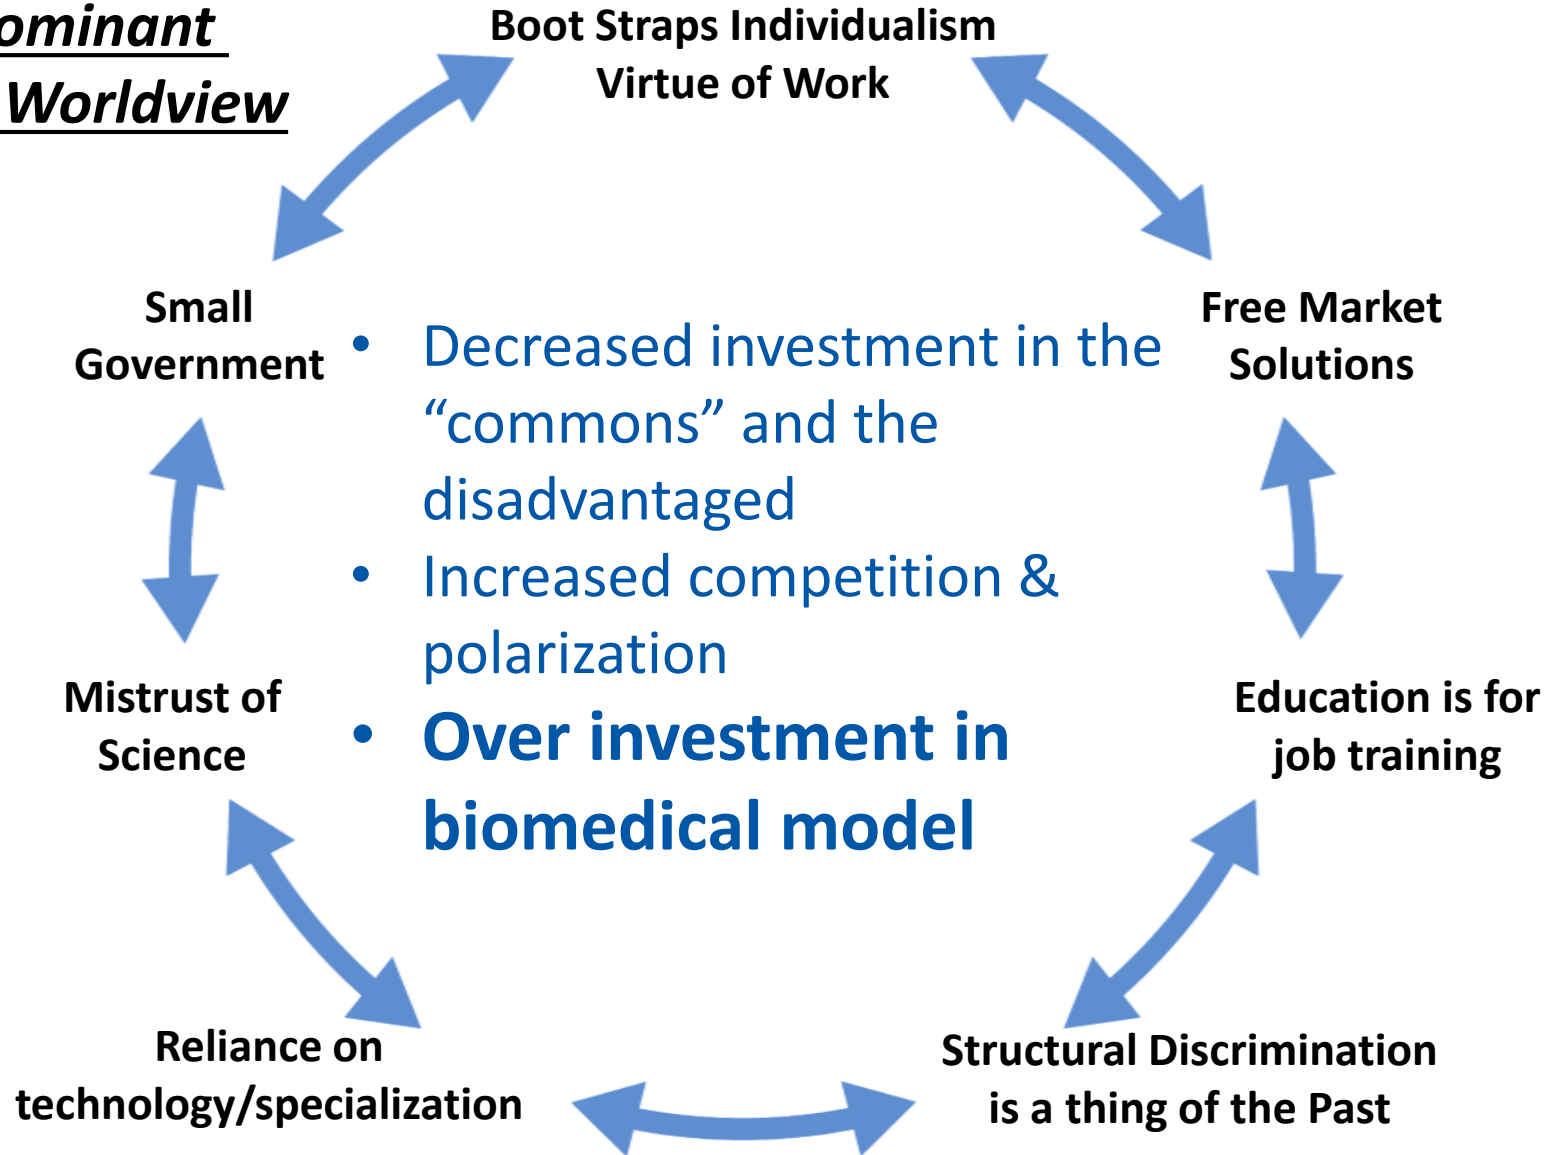 ominant
Worldview
Boot Straps Individualism
Virtue of Work
Small
Government
Free Market
Solutions
• Decreased investment in the
“commons” and the
disadvantaged
• Increased competition &
polarization
• Over investment in
biomedical model
Mistrust of
Science
Education is for
job training
Reliance on
technology/specialization
Structural Discrimination
is a thing of the Past